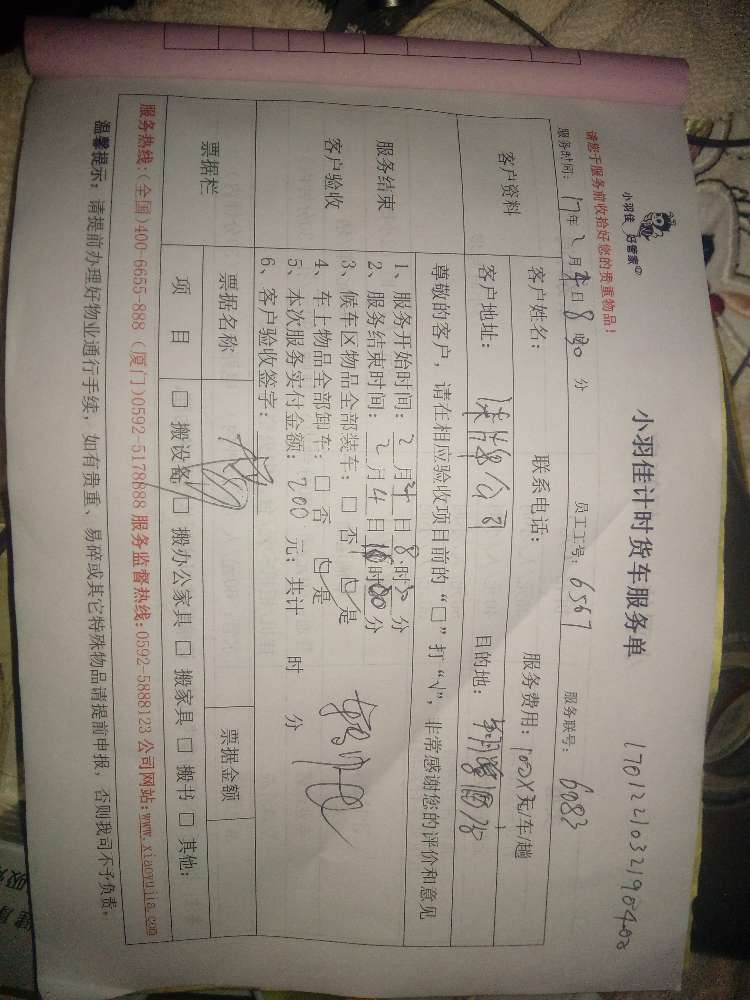 小羽佳 好管家
小羽佳计时货车服务单
请您于服务前收拾好您的贵重物品!
服务时间: 17年 2月 日 8时30分 员工工号: 6567 服务联号: 6083
客户资料
客户姓名: 联系电话: 服务费用: 100X 元/车/趟
客户地址: 公司 目的地:
服务结束
客户验收
尊敬的客户，请在相应验收项目前的“□”打“√”，非常感谢您的评价和意见
1、服务开始时间: 2月 日 8时30分
2、服务结束时间: 2月 日 时00分
3、候车区物品全部装车: □ 否 □ 是
4、车上物品全部卸车: □ 否 □ 是
5、本次服务实付金额: 200 元; 共计 时 分
6、客户验收签字:
票据栏
票据名称 票据金额
项 目 □ 搬设备 □ 搬办公家具 □ 搬家具 □ 搬书 □ 其他:
服务热线:(全国)400-6655-888 (厦门)0592-5178888 服务监督热线:0592-5888123 公司网站:www.xiaoyujia.com
温馨提示: 请提前办理好物业通行手续，如有贵重、易碎或其它特殊物品请提前申报，否则我司不予负责。